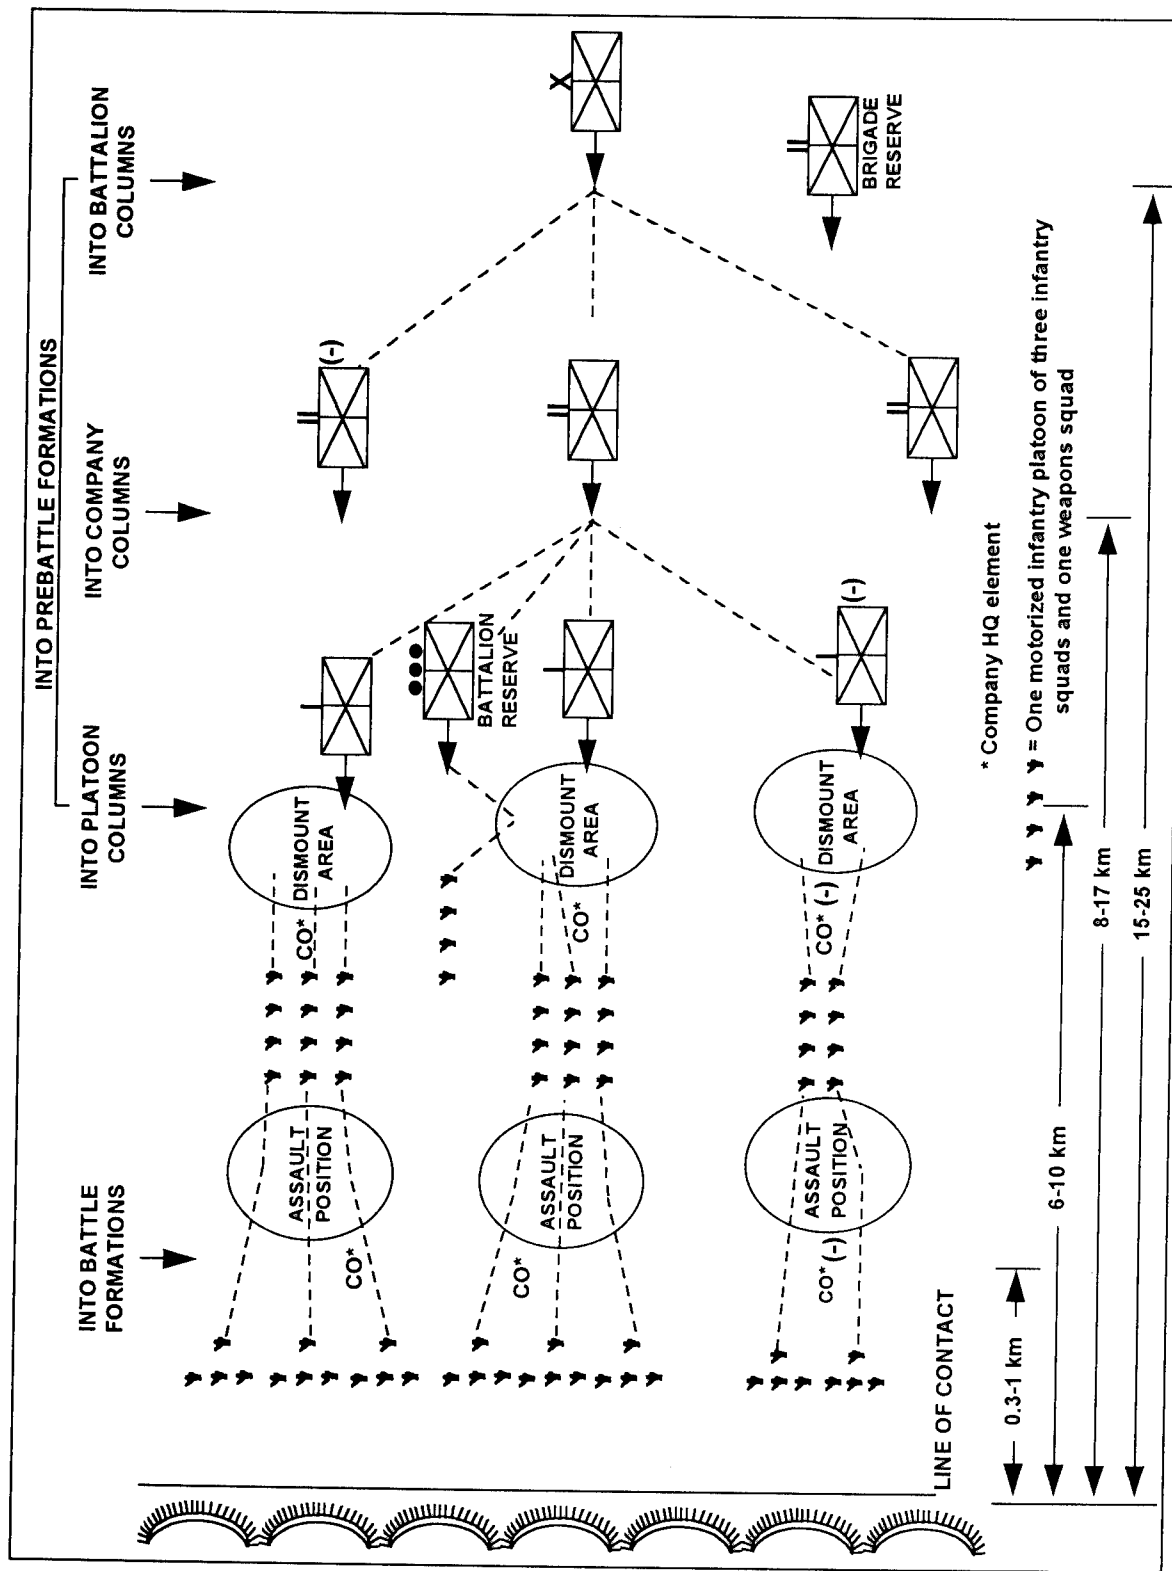 INTO PREBATTLE FORMATIONS
INTO BATTLE
FORMATIONS
INTO PLATOON
COLUMNS
INTO COMPANY
COLUMNS
INTO BATTALION
COLUMNS
X
(-)
CO*
ASSAULT
POSITION
CO*
DISMOUNT
AREA
BATTALION
RESERVE
CO*
ASSAULT
POSITION
CO*
DISMOUNT
AREA
BRIGADE
RESERVE
CO* (-)
ASSAULT
POSITION
CO* (-)
DISMOUNT
AREA
(-)
LINE OF CONTACT
* Company HQ element
= One motorized infantry platoon of three infantry
squads and one weapons squad
0.3-1 km
6-10 km
8-17 km
15-25 km